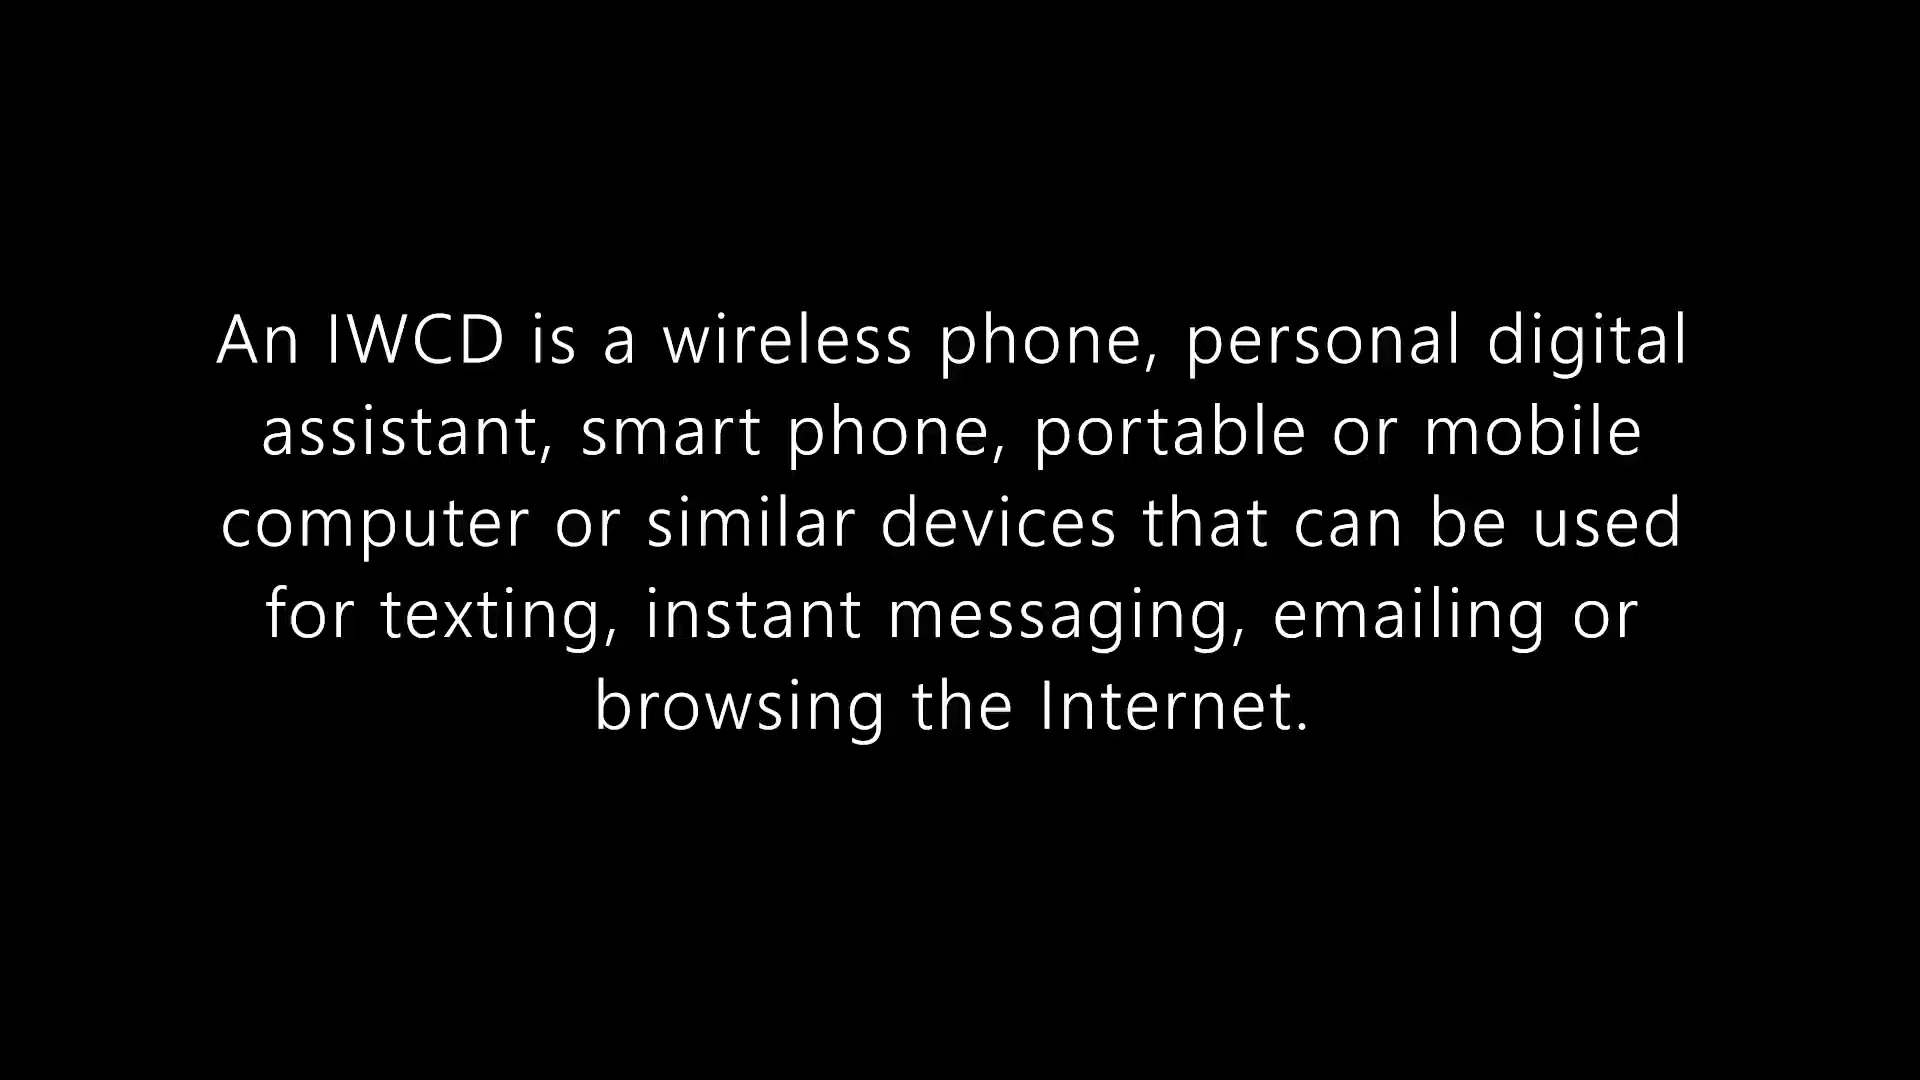 An IWCD is a wireless phone, personal digital
assistant, smart phone, portable or mobile
computer or similar devices that can be used
for texting, instant messaging, emailing or
browsing the Internet.